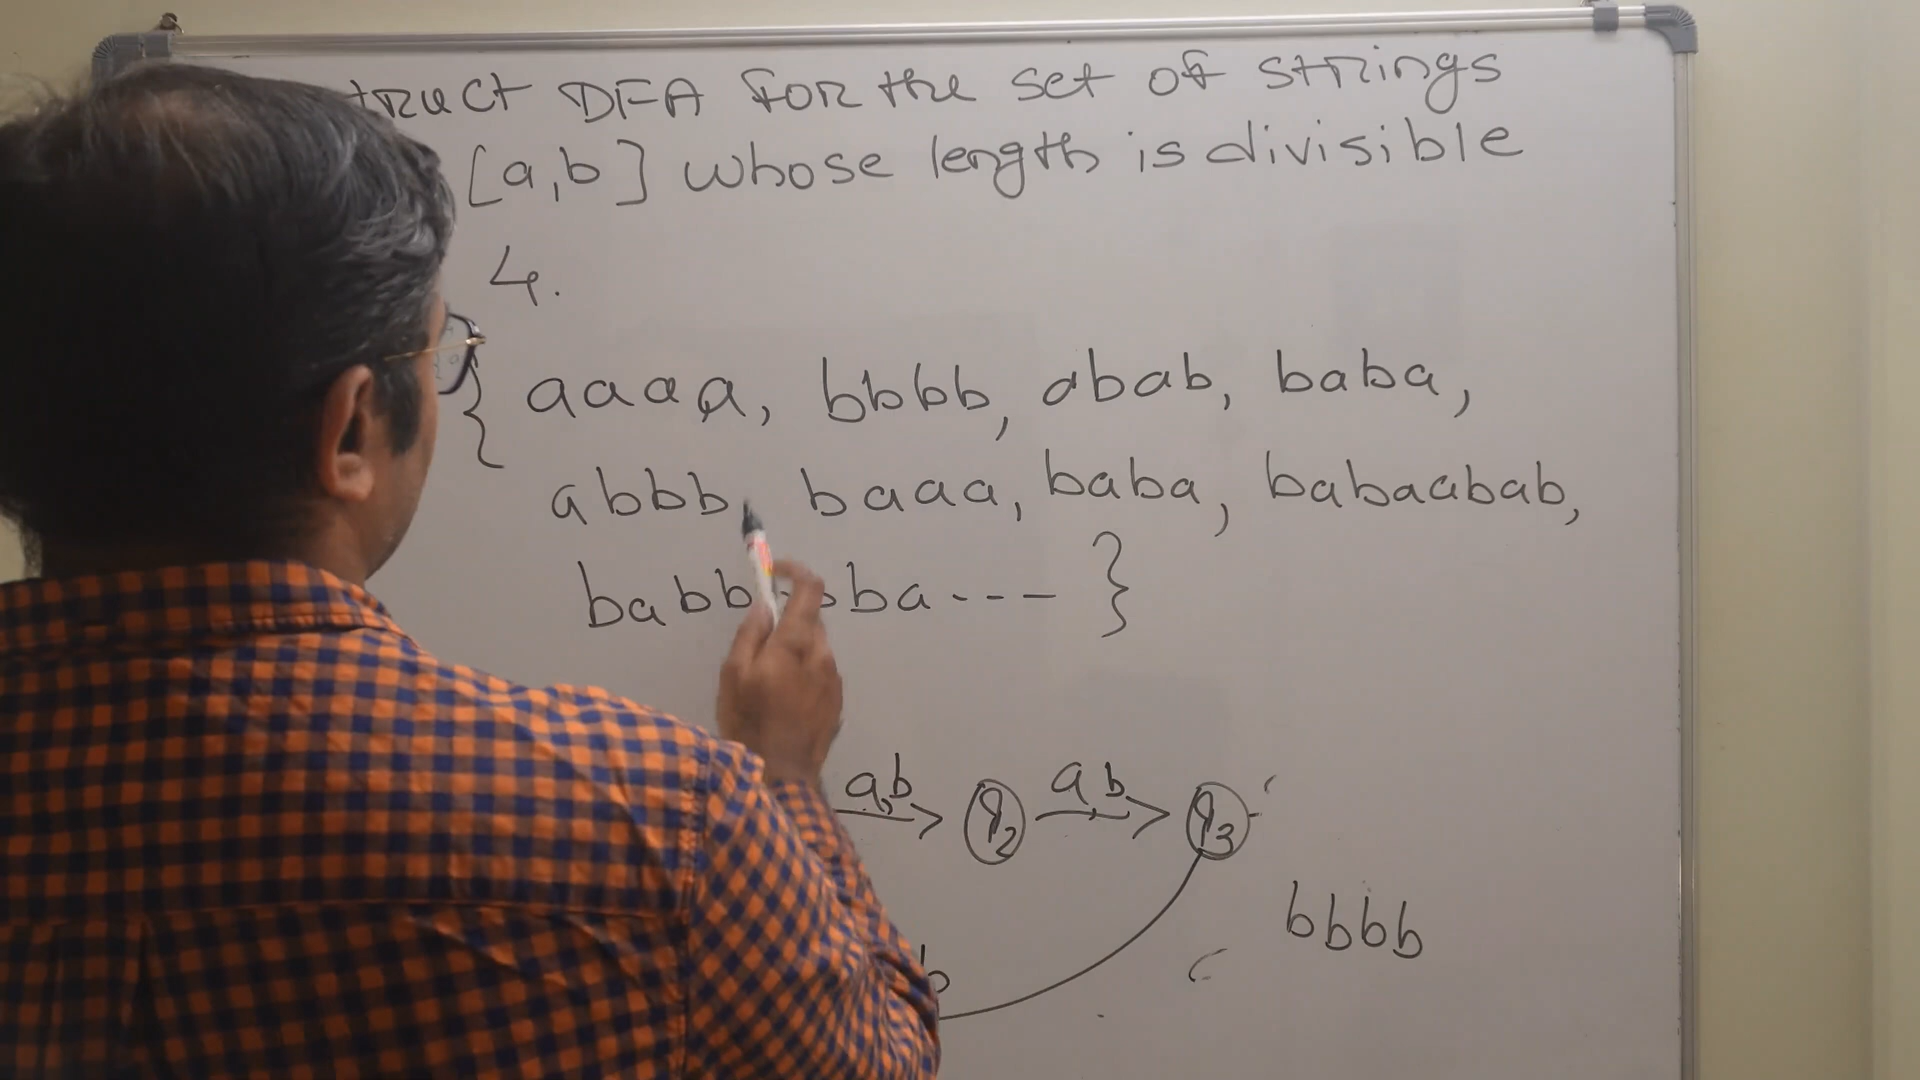 truct DFA for the set of strings
[a,b] whose length is divisible
4.
{ aaaa, bbbb, abab, baba,
abbb, baaa, baba, babaabab,
babb ba - - - }
a,b a,b
q2 q3
bbbb
b